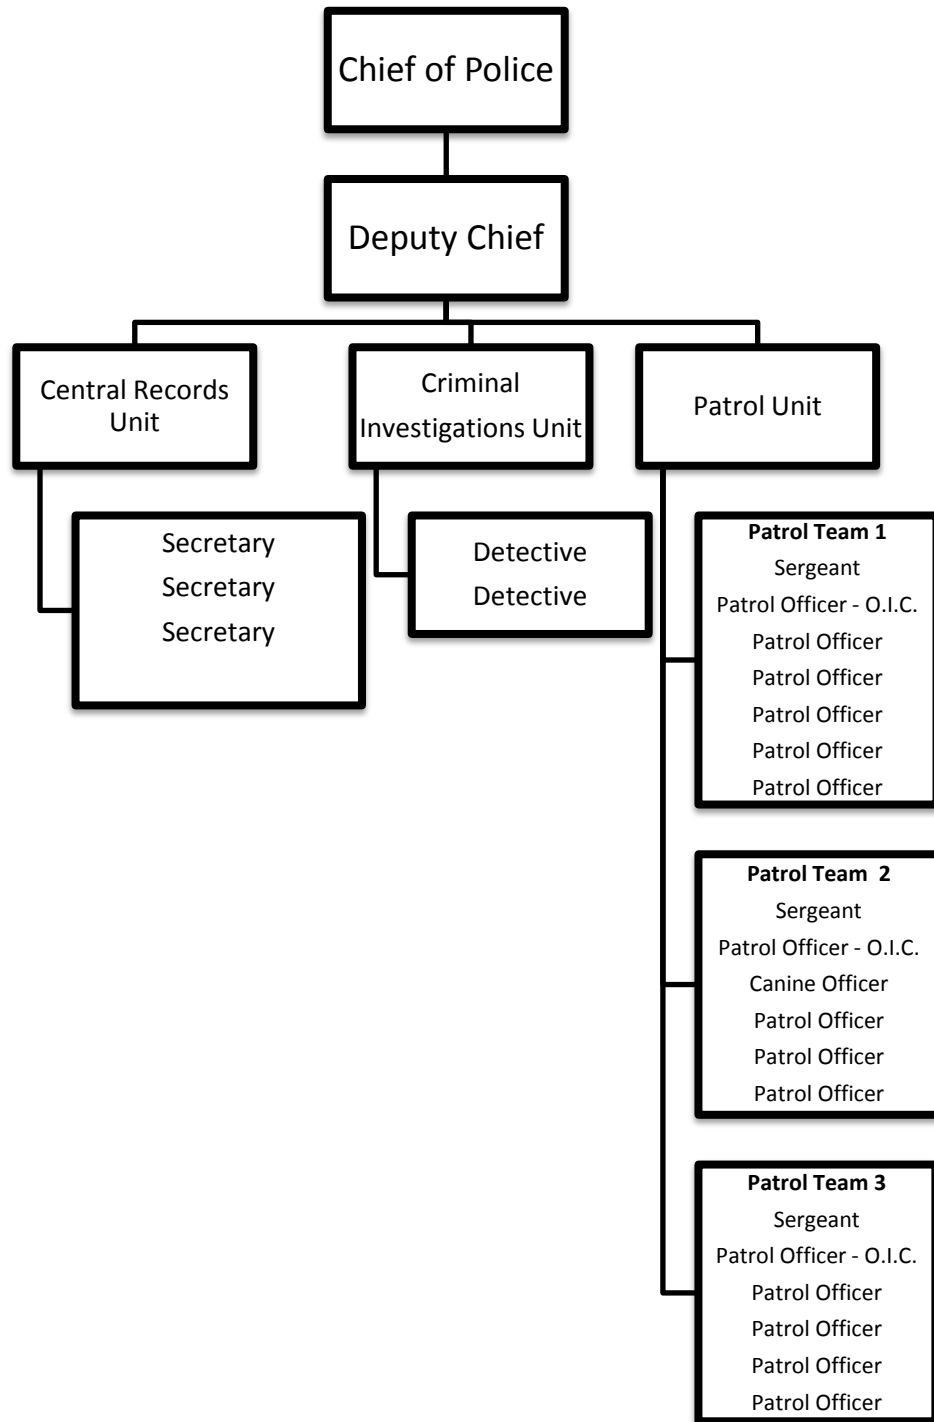 Chief of Police
Deputy Chief
Central Records
Unit
Criminal
Investigations Unit
Patrol Unit
Secretary
Secretary
Secretary
Detective
Detective
Patrol Team 1
Sergeant
Patrol Officer - O.I.C.
Patrol Officer
Patrol Officer
Patrol Officer
Patrol Officer
Patrol Officer
Patrol Team  2
Sergeant
Patrol Officer - O.I.C.
Canine Officer
Patrol Officer
Patrol Officer
Patrol Officer
Patrol Team 3
Sergeant
Patrol Officer - O.I.C.
Patrol Officer
Patrol Officer
Patrol Officer
Patrol Officer